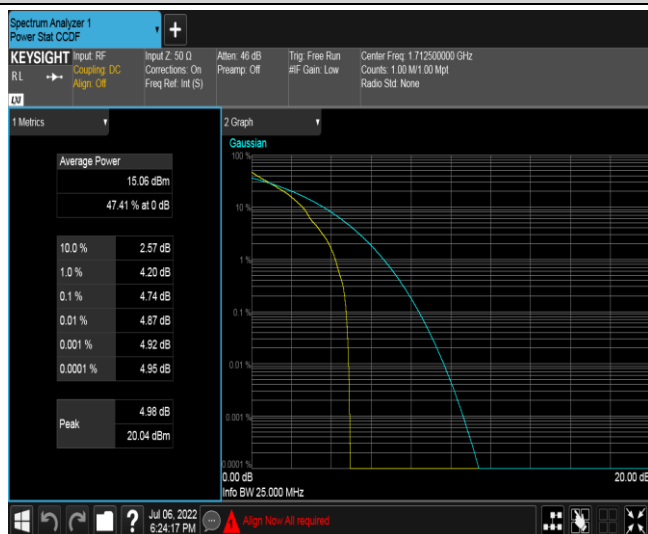 Spectrum Analyzer 1
Power Stat CCDF
+
KEYSIGHT
RL
LXI
Input: RF
Coupling: DC
Align: Off
Input Z: 50 Ω
Corrections: On
Freq Ref: Int (S)
Atten: 46 dB
Preamp: Off
Trig: Free Run
#IF Gain: Low
Center Freq: 1.712500000 GHz
Counts: 1.00 M/1.00 Mpt
Radio Std: None
1 Metrics
Average Power
15.06 dBm
47.41 % at 0 dB
10.0 % 2.57 dB
1.0 % 4.20 dB
0.1 % 4.74 dB
0.01 % 4.87 dB
0.001 % 4.92 dB
0.0001 % 4.95 dB
Peak 4.98 dB
20.04 dBm
2 Graph
Gaussian
100 %
10 %
1 %
0.1 %
0.01 %
0.001 %
0.0001 %
0.00 dB 20.00 dB
Info BW 25.000 MHz
?
Jul 06, 2022
6:24:17 PM
Align Now All required